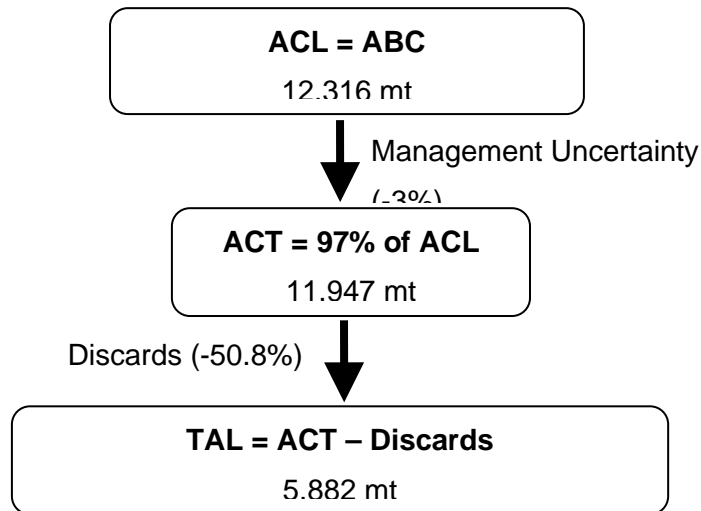 ACL = ABC
12,316 mt
Management Uncertainty
(-3%)
ACT = 97% of ACL
11,947 mt
Discards (-50.8%)
TAL = ACT – Discards
5,882 mt